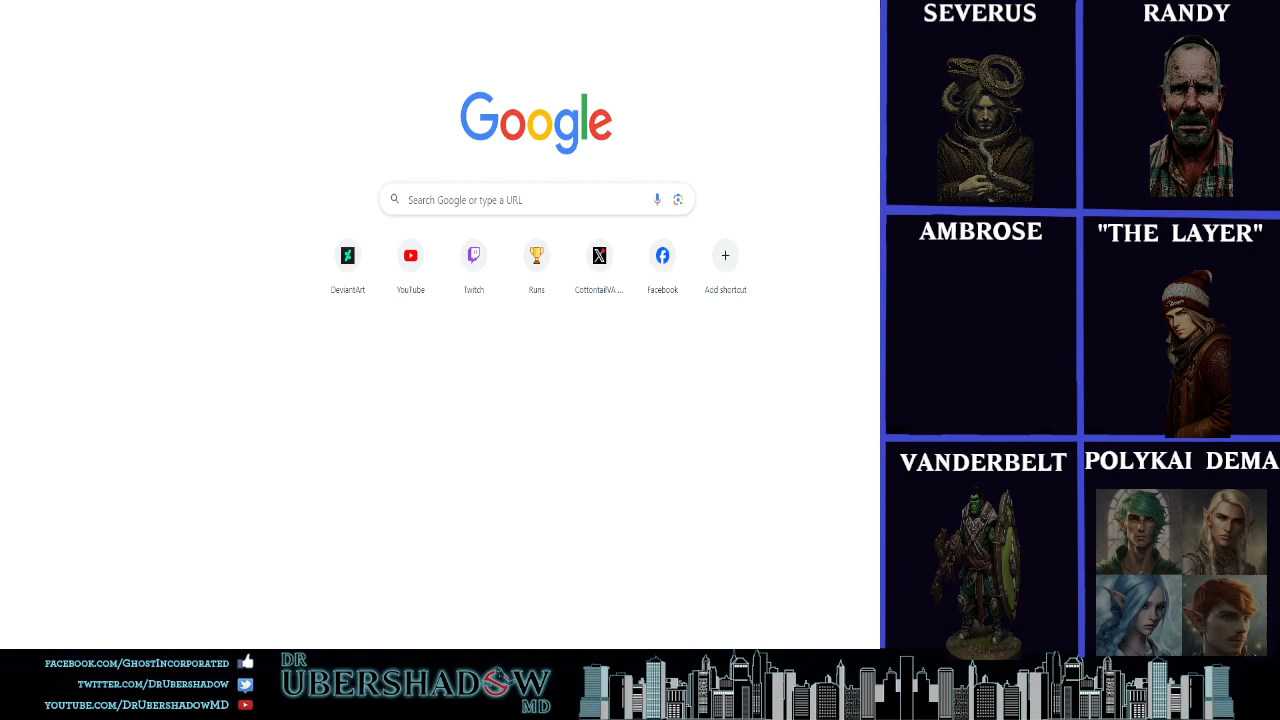 Google
Search Google or type a URL
DeviantArt
YouTube
Twitch
Runs
CottontailVA ...
Facebook
Add shortcut
SEVERUS
RANDY
AMBROSE
"THE LAYER"
VANDERBELT
POLYKAI DEMA
FACEBOOK.COM/GHOSTINCORPORATED
TWITTER.COM/DRUBERSHADOW
YOUTUBE.COM/DRUBERSHADOWMD
DR
UBERSHADOW
MD